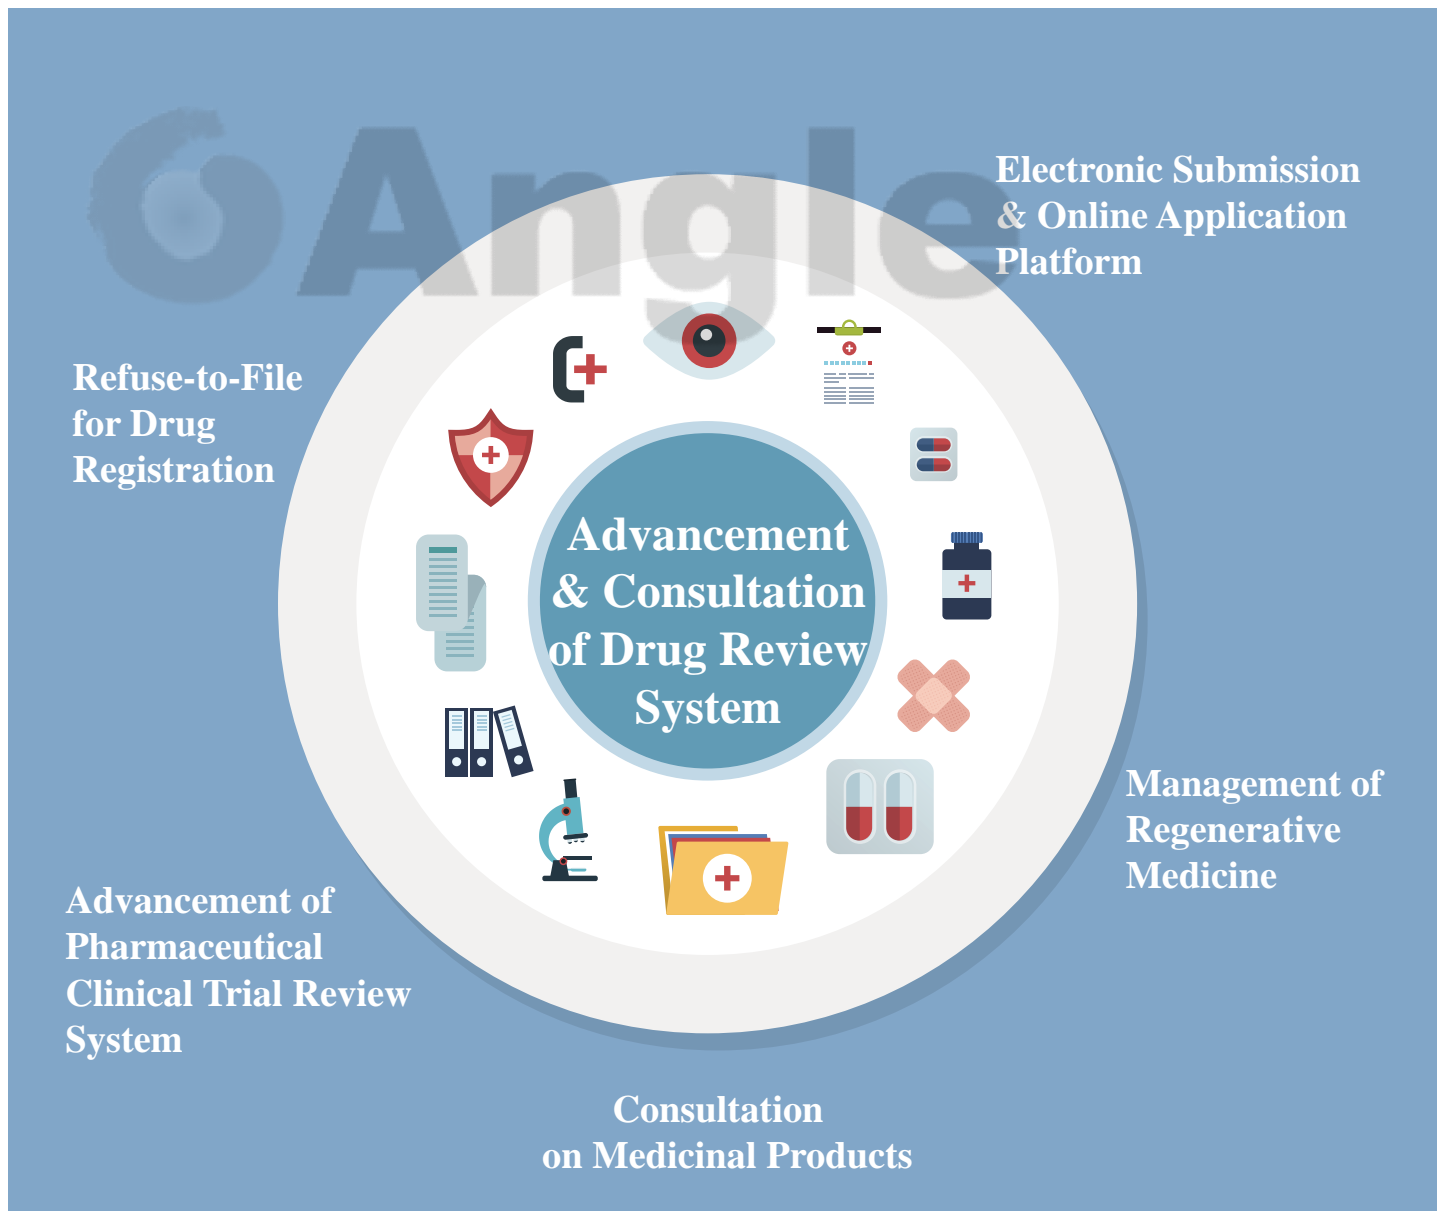 Angle
Electronic Submission
& Online Application
Platform
Refuse-to-File
for Drug
Registration
Advancement
& Consultation
of Drug Review
System
Management of
Regenerative
Medicine
Advancement of
Pharmaceutical
Clinical Trial Review
System
Consultation
on Medicinal Products